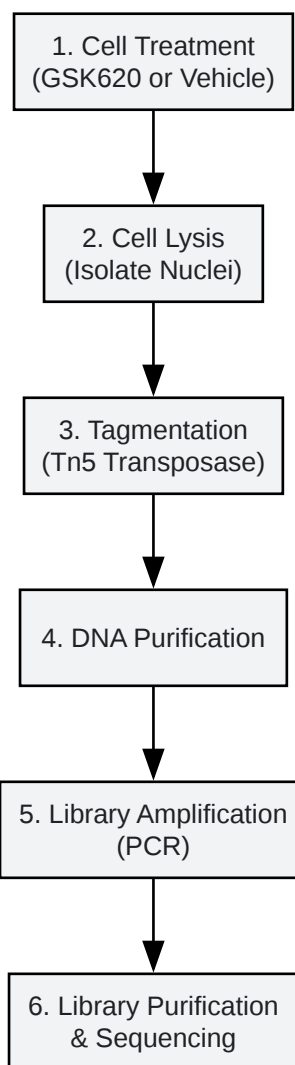 1. Cell Treatment
(GSK620 or Vehicle)
2. Cell Lysis
(Isolate Nuclei)
3. Tagmentation
(Tn5 Transposase)
4. DNA Purification
5. Library Amplification
(PCR)
6. Library Purification
& Sequencing